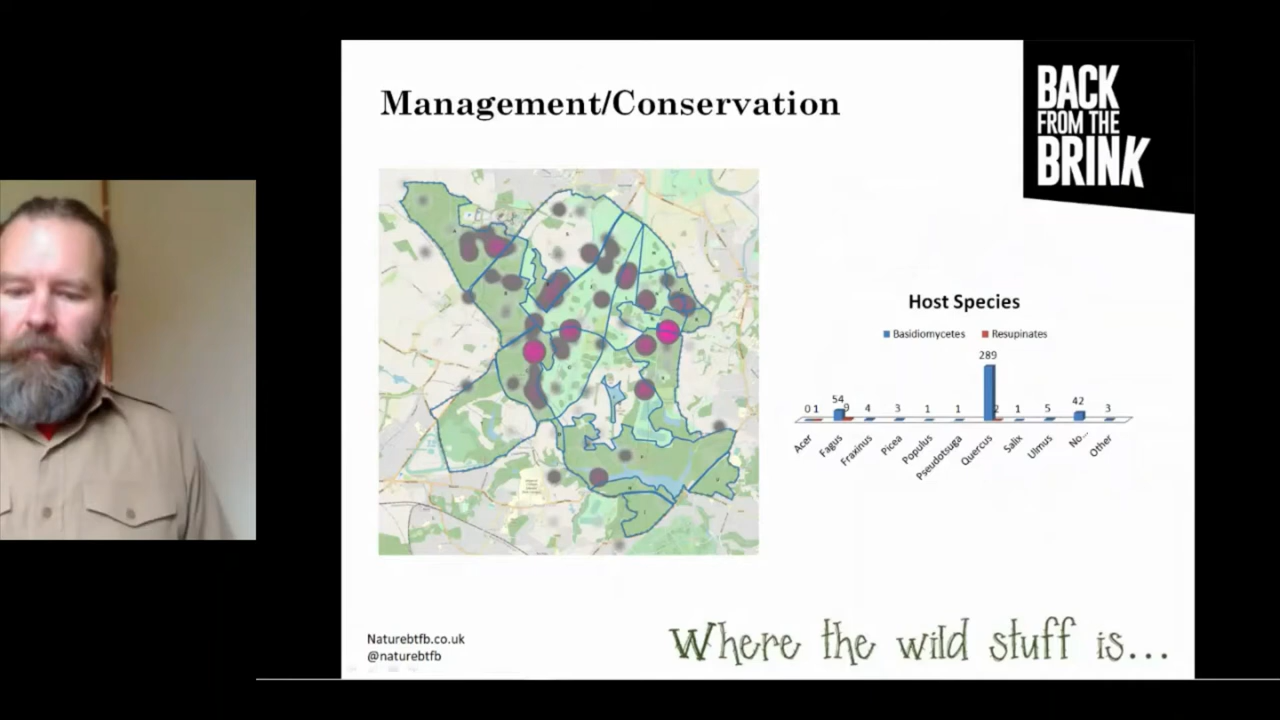 Management/Conservation
BACK
FROM THE
BRINK
Host Species
Basidiomycetes
Resupinates
0 1
54
9
4
3
1
1
289
2
1
5
42
3
Acer
Fagus
Fraxinus
Picea
Populus
Pseudotsuga
Quercus
Salix
Ulmus
No...
Other
Naturebtfb.co.uk
@naturebtfb
Where the wild stuff is...